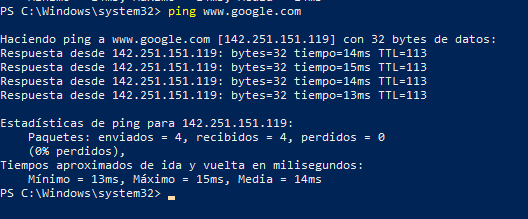 PS C:\Windows\system32> ping www.google.com
Haciendo ping a www.google.com [142.251.151.119] con 32 bytes de datos:
Respuesta desde 142.251.151.119: bytes=32 tiempo=14ms TTL=113
Respuesta desde 142.251.151.119: bytes=32 tiempo=15ms TTL=113
Respuesta desde 142.251.151.119: bytes=32 tiempo=14ms TTL=113
Respuesta desde 142.251.151.119: bytes=32 tiempo=13ms TTL=113
Estadísticas de ping para 142.251.151.119:
Paquetes: enviados = 4, recibidos = 4, perdidos = 0
(0% perdidos),
Tiempos aproximados de ida y vuelta en milisegundos:
Mínimo = 13ms, Máximo = 15ms, Media = 14ms
PS C:\Windows\system32>